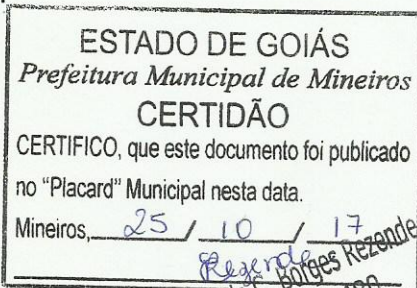 ESTADO DE GOIÁS
Prefeitura Municipal de Mineiros
CERTIDÃO
CERTIFICO, que este documento foi publicado
no "Placard" Municipal nesta data.
Mineiros, 25 / 10 / 17
Rezende
Borges Rezende